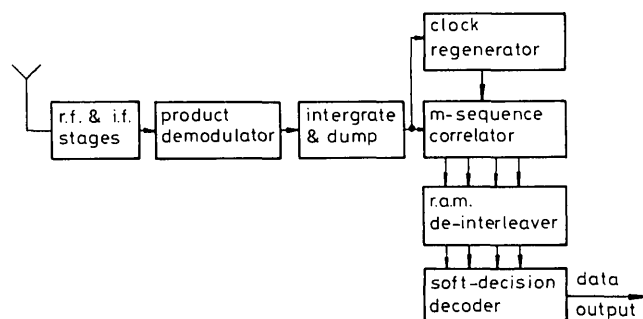 clock
regenerator
r.f. & i.f.
stages
product
demodulator
intergrate
& dump
m-sequence
correlator
r.a.m.
de-interleaver
soft-decision
decoder
data
output